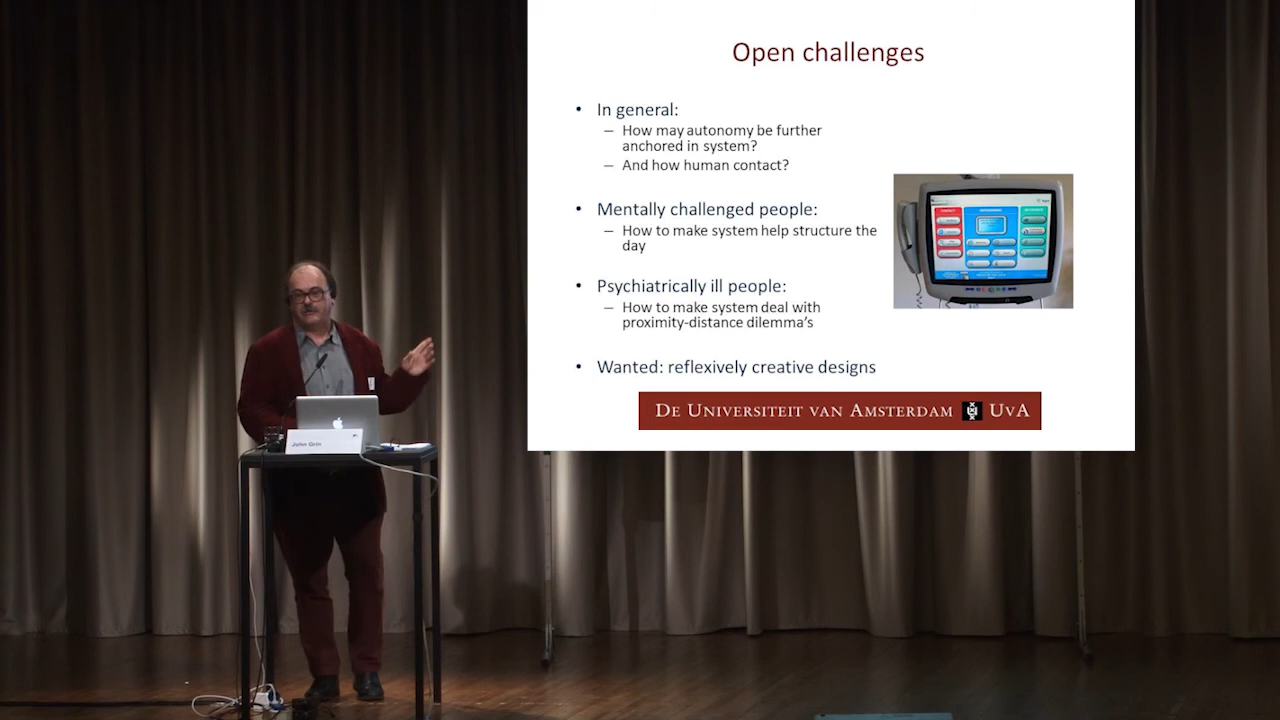 Open challenges
• In general:
– How may autonomy be further
anchored in system?
– And how human contact?
• Mentally challenged people:
– How to make system help structure the
day
• Psychiatrically ill people:
– How to make system deal with
proximity-distance dilemma's
• Wanted: reflexively creative designs
DE UNIVERSITEIT VAN AMSTERDAM UvA
John Grin